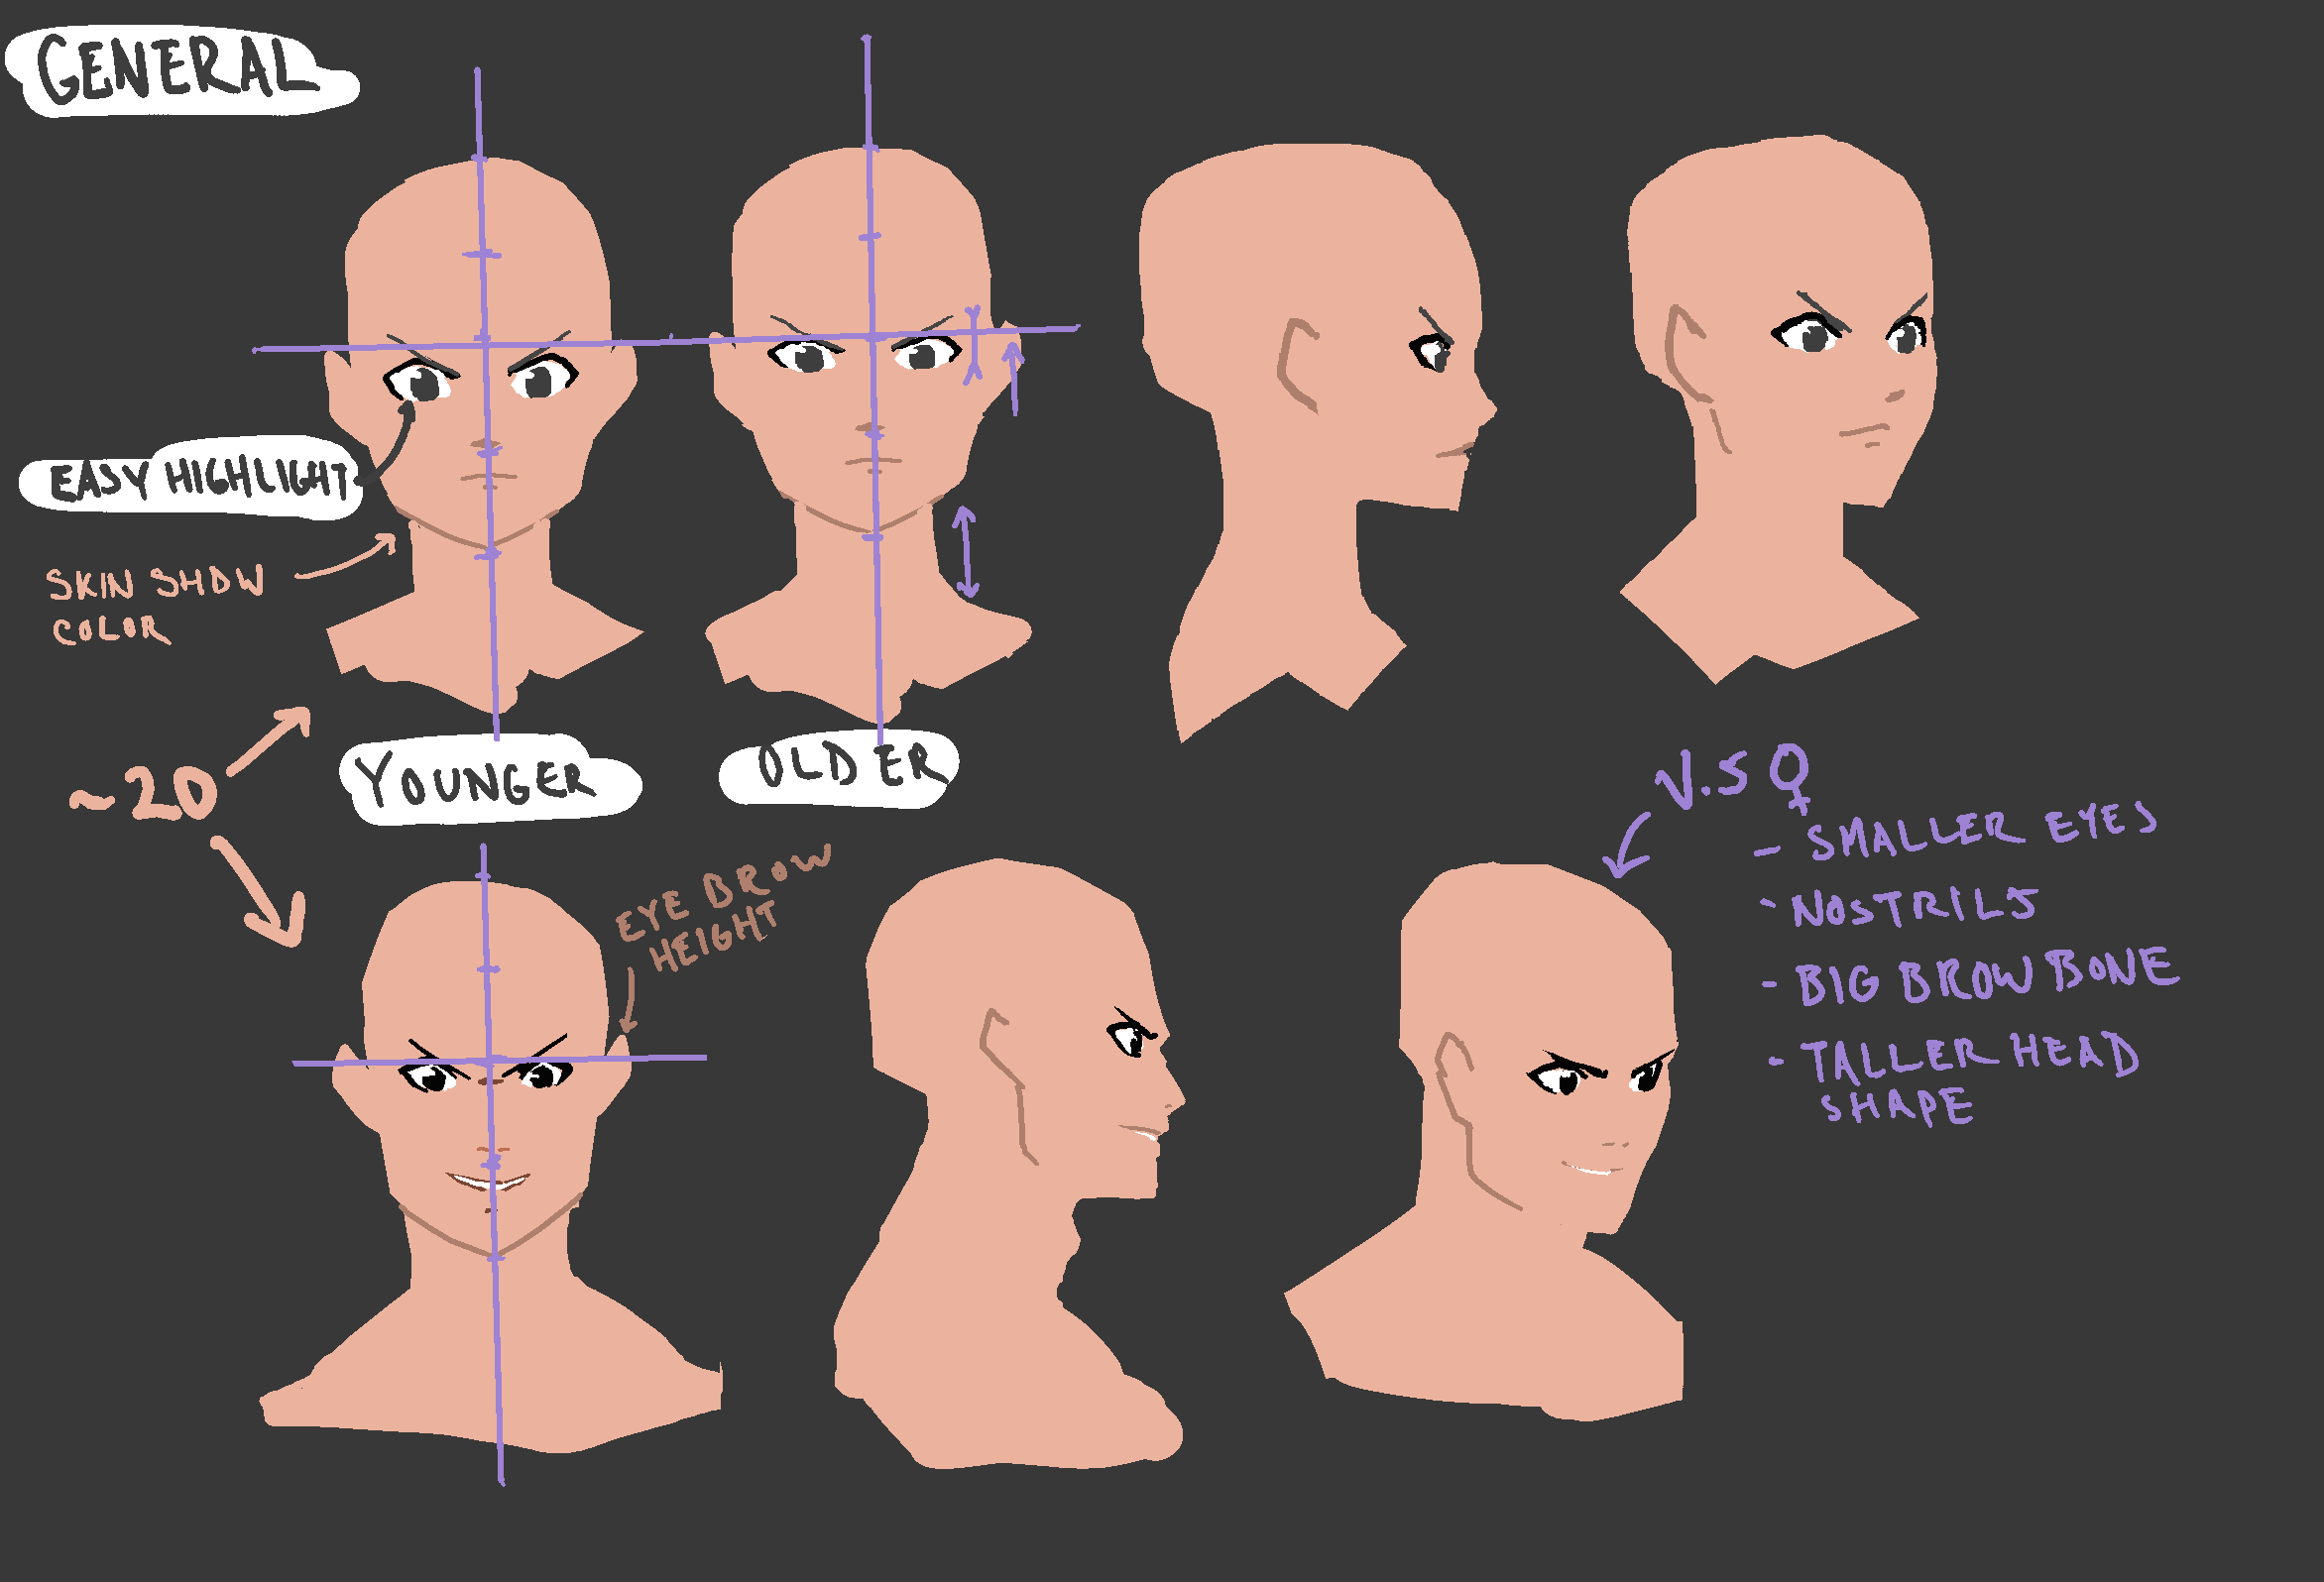 GENERAL
EASY HIGHLIGHT
SKIN SHDW
COLOR
~20
YOUNGER
OLDER
EYE BROW
HEIGHT
V.S ♀
- SMALLER EYES
- NOSTRILS
- BIG BROW BONE
- TALLER HEAD
SHAPE